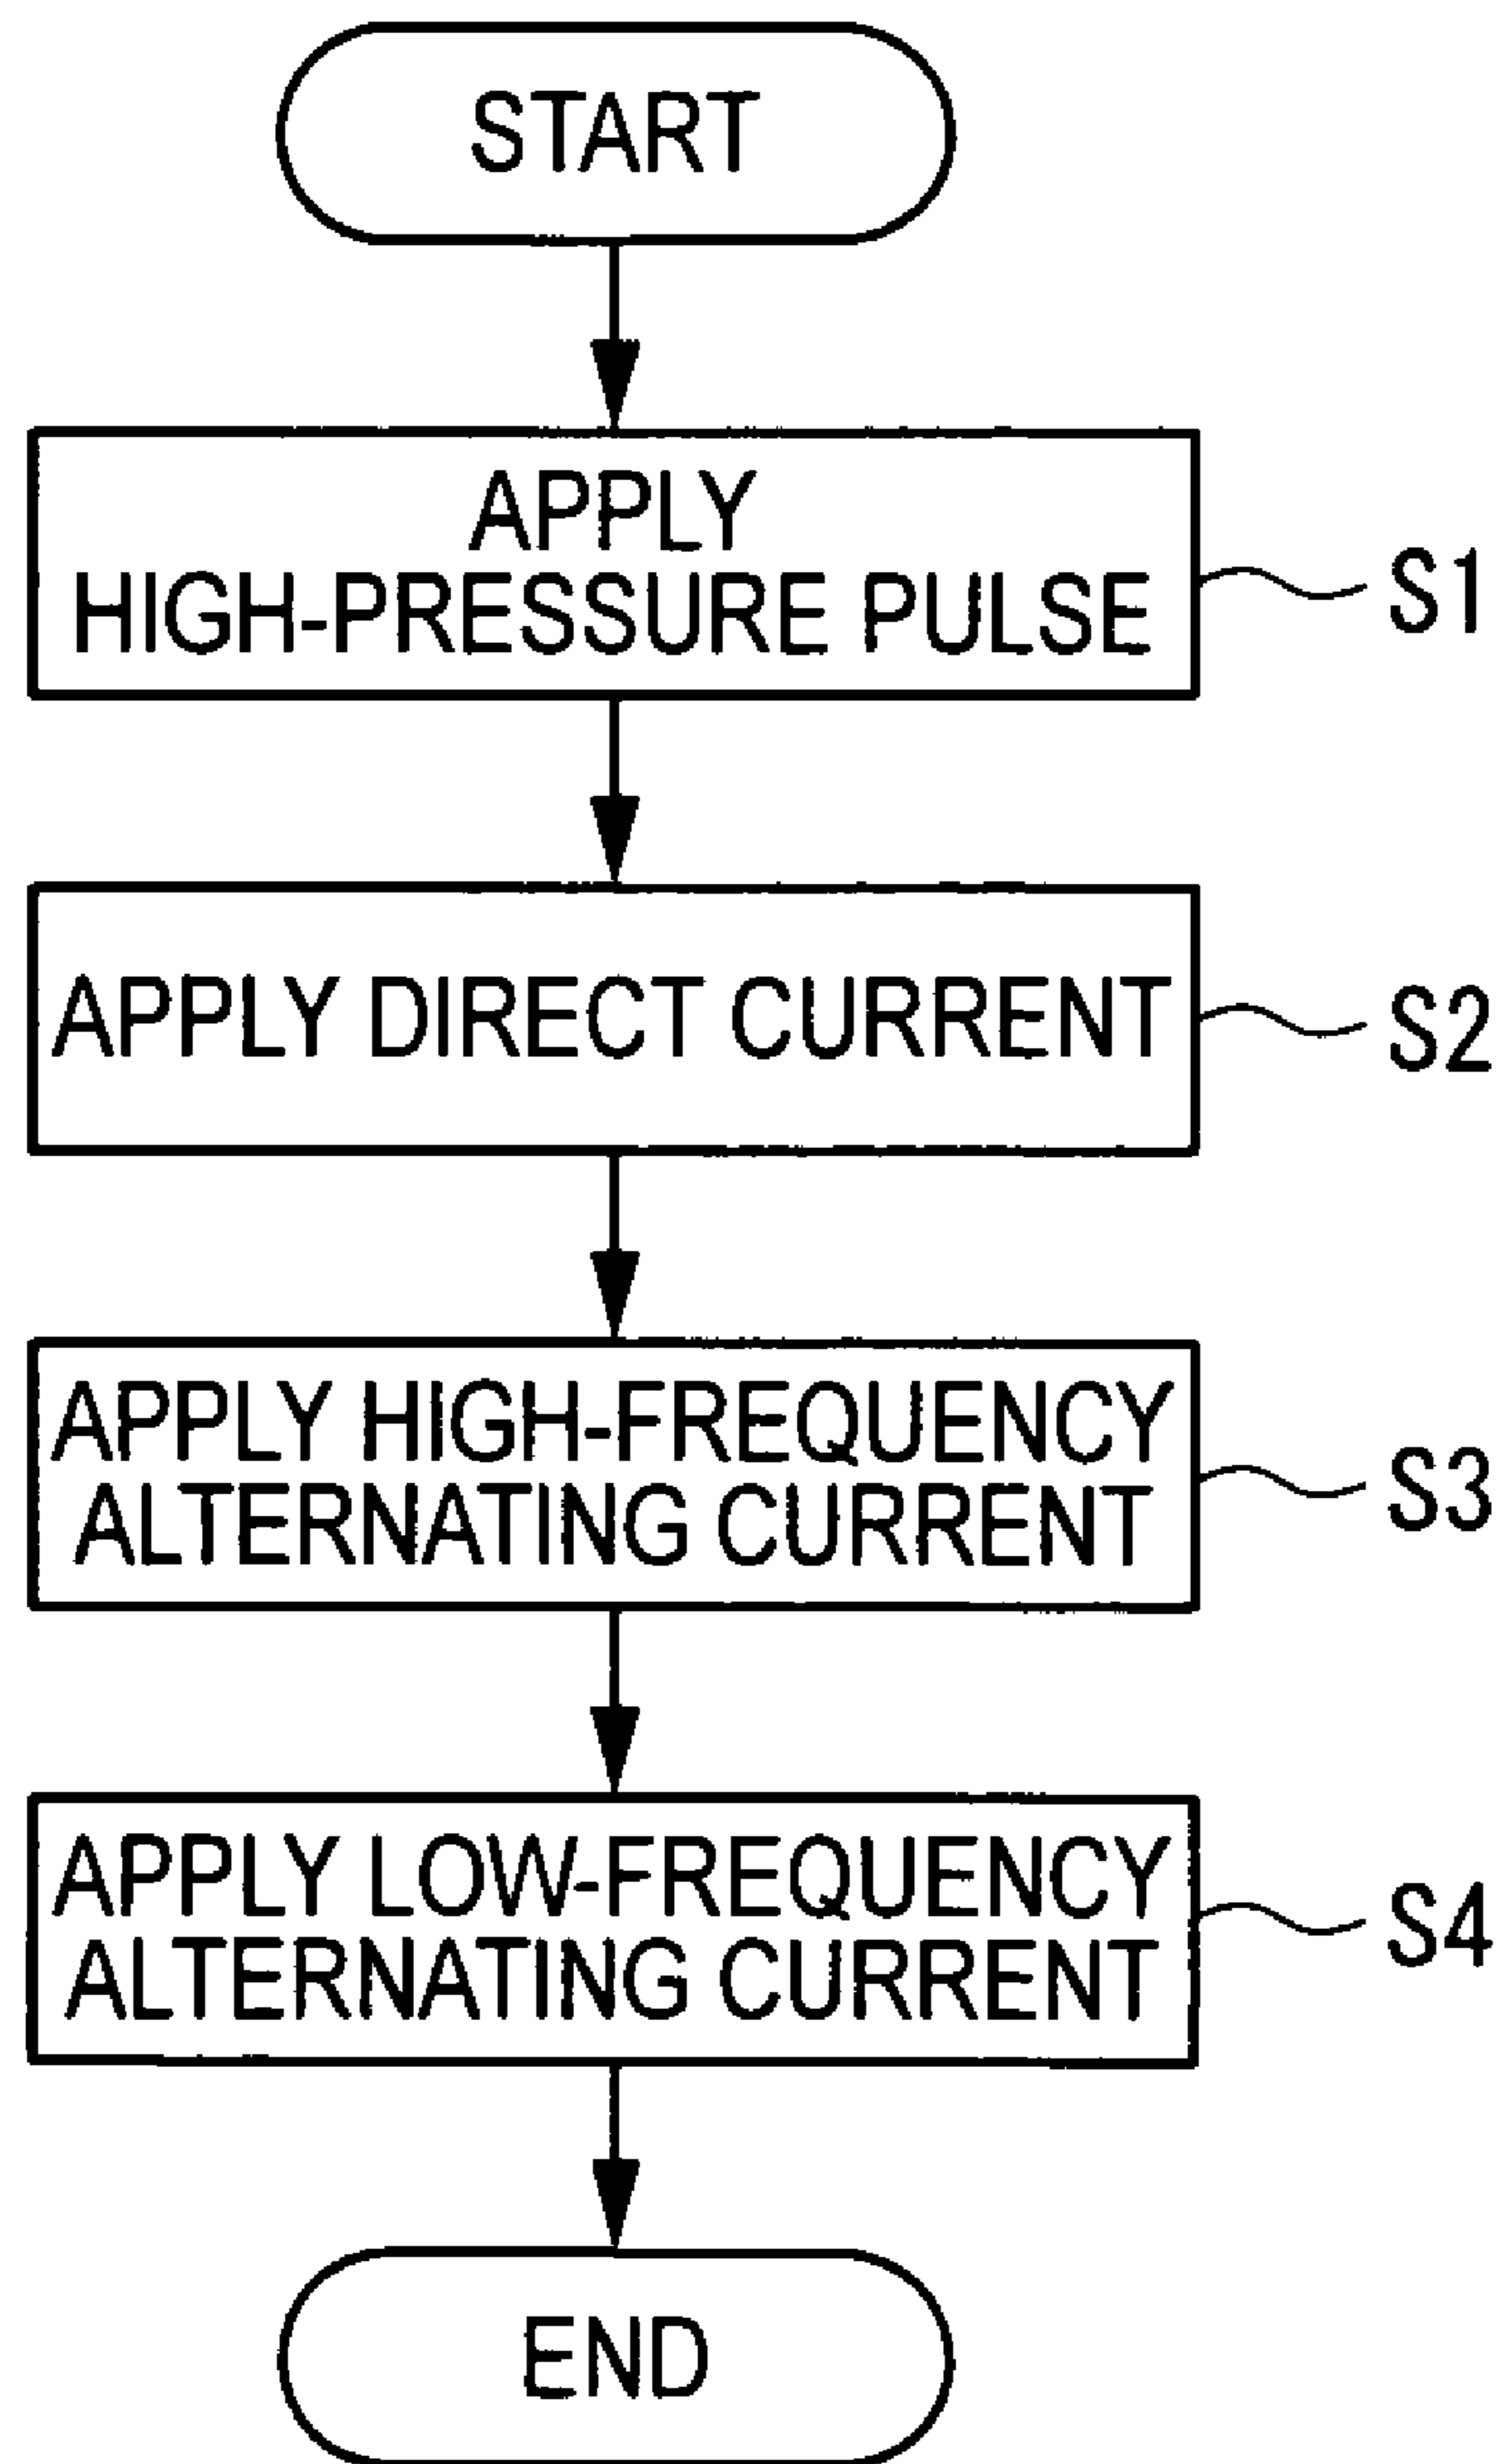 START
APPLY
HIGH-PRESSURE PULSE
S1
APPLY DIRECT CURRENT
S2
APPLY HIGH-FREQUENCY
ALTERNATING CURRENT
S3
APPLY LOW-FREQUENCY
ALTERNATING CURRENT
S4
END